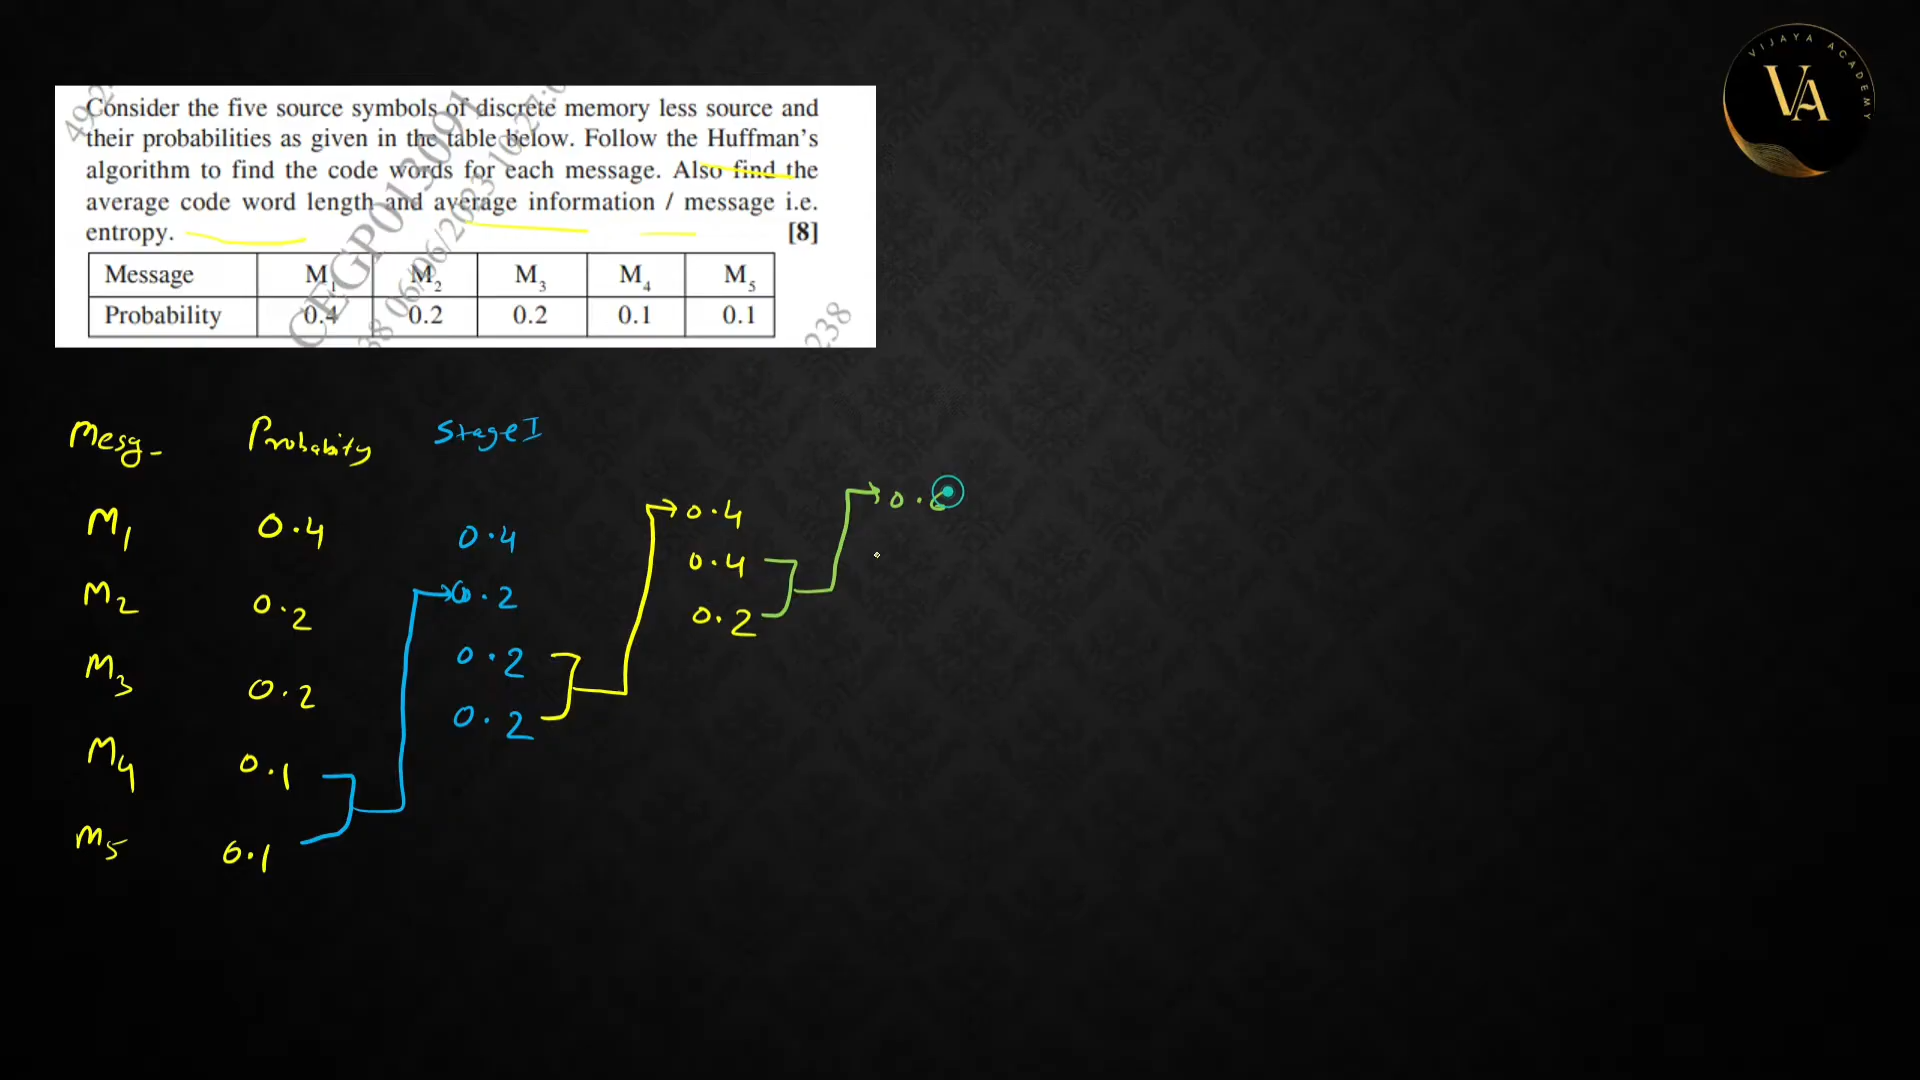 VIJAYA ACADEMY
VA
Consider the five source symbols of discrete memory less source and
their probabilities as given in the table below. Follow the Huffman's
algorithm to find the code words for each message. Also find the
average code word length and average information / message i.e.
entropy. [8]
Message M1 M2 M3 M4 M5
Probability 0.4 0.2 0.2 0.1 0.1
CEGP013091
238
Mesg- Probabity Stage I
M1 0.4 0.4 0.4 0.6
M2 0.2 0.2 0.4
M3 0.2 0.2 0.2
M4 0.1 0.2
M5 0.1